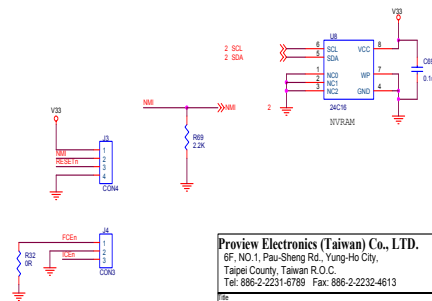 V33
U8
2 SCL
2 SDA
6 SCL VCC 8
5 SDA
1 NC0 WP 7
2 NC1
3 NC2 GND 4
24C16
NVRAM
C69
0.1
NMI
NMI
2
R69
2.2K
V33
J3
NMI 1
RESETn 2
3
4
CON4
FCEn
J4
1
2
ICEn 3
CON3
R32
0R
Proview Electronics (Taiwan) Co., LTD.
6F, NO.1, Pau-Sheng Rd., Yung-Ho City,
Taipei County, Taiwan R.O.C.
Tel: 886-2-2231-6789 Fax: 886-2-2232-4613
Title